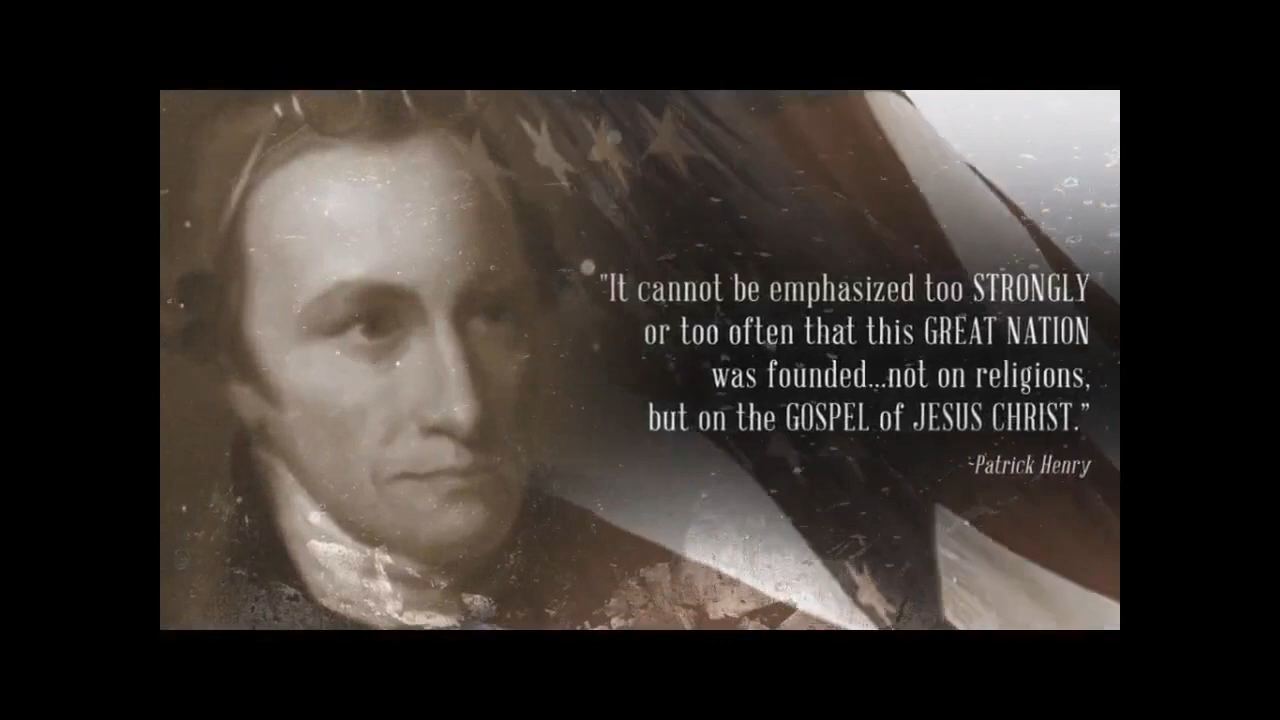 "It cannot be emphasized too STRONGLY
or too often that this GREAT NATION
was founded...not on religions,
but on the GOSPEL of JESUS CHRIST."
-Patrick Henry